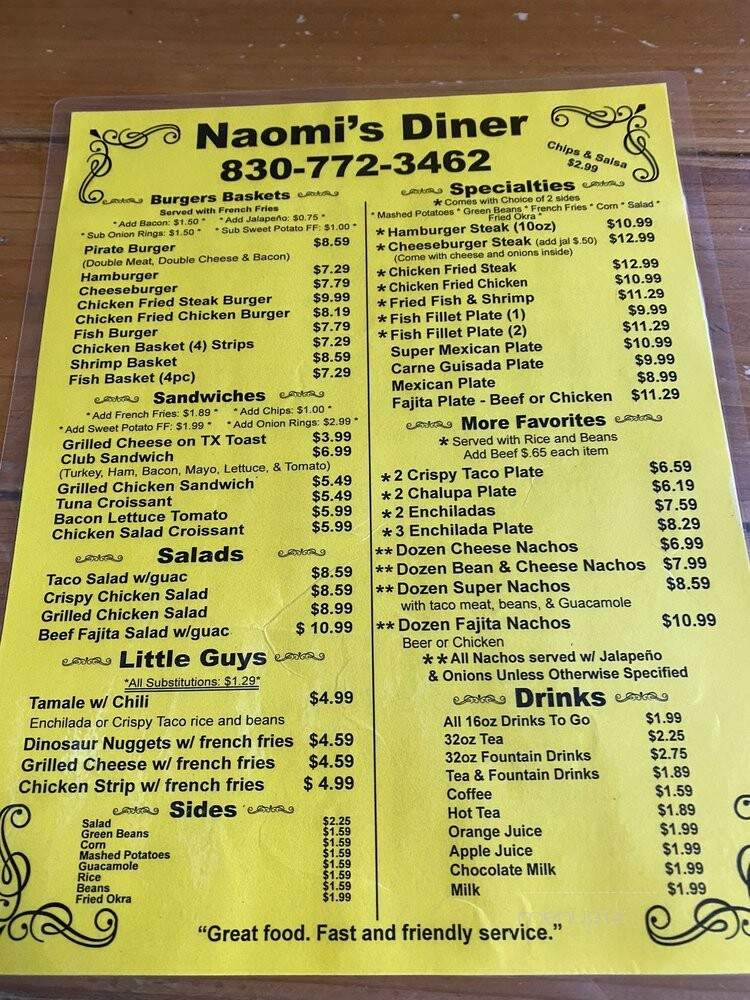 Naomi's Diner
830-772-3462
Chips & Salsa
$2.99
Burgers Baskets
Served with French Fries
* Add Bacon: $1.50 * * Add Jalapeño: $0.75 *
* Sub Onion Rings: $1.50 * * Sub Sweet Potato FF: $1.00 *
Pirate Burger $8.59
(Double Meat, Double Cheese & Bacon)
Hamburger $7.29
Cheeseburger $7.79
Chicken Fried Steak Burger $9.99
Chicken Fried Chicken Burger $8.19
Fish Burger $7.79
Chicken Basket (4) Strips $7.29
Shrimp Basket $8.59
Fish Basket (4pc) $7.29
Sandwiches
* Add French Fries: $1.89 * * Add Chips: $1.00 *
* Add Sweet Potato FF: $1.99 * * Add Onion Rings: $2.99 *
Grilled Cheese on TX Toast $3.99
Club Sandwich $6.99
(Turkey, Ham, Bacon, Mayo, Lettuce, & Tomato)
Grilled Chicken Sandwich $5.49
Tuna Croissant $5.49
Bacon Lettuce Tomato $5.99
Chicken Salad Croissant $5.99
Salads
Taco Salad w/guac $8.59
Crispy Chicken Salad $8.59
Grilled Chicken Salad $8.99
Beef Fajita Salad w/guac $ 10.99
Little Guys
*All Substitutions: $1.29*
Tamale w/ Chili $4.99
Enchilada or Crispy Taco rice and beans
Dinosaur Nuggets w/ french fries $4.59
Grilled Cheese w/ french fries $4.59
Chicken Strip w/ french fries $ 4.99
Sides
Salad $2.25
Green Beans $1.59
Corn $1.59
Mashed Potatoes $1.59
Guacamole $1.59
Rice $1.59
Beans $1.59
Fried Okra $1.99
Specialties
* Comes with Choice of 2 sides
* Mashed Potatoes * Green Beans * French Fries * Corn * Salad *
Fried Okra *
* Hamburger Steak (10oz) $10.99
* Cheeseburger Steak (add jal $.50) $12.99
(Come with cheese and onions inside)
* Chicken Fried Steak $12.99
* Chicken Fried Chicken $10.99
* Fried Fish & Shrimp $11.29
* Fish Fillet Plate (1) $9.99
* Fish Fillet Plate (2) $11.29
Super Mexican Plate $10.99
Carne Guisada Plate $9.99
Mexican Plate $8.99
Fajita Plate - Beef or Chicken $11.29
More Favorites
* Served with Rice and Beans
Add Beef $.65 each item
* 2 Crispy Taco Plate $6.59
* 2 Chalupa Plate $6.19
* 2 Enchiladas $7.59
* 3 Enchilada Plate $8.29
** Dozen Cheese Nachos $6.99
** Dozen Bean & Cheese Nachos $7.99
** Dozen Super Nachos $8.59
with taco meat, beans, & Guacamole
** Dozen Fajita Nachos $10.99
Beer or Chicken
** All Nachos served w/ Jalapeño
& Onions Unless Otherwise Specified
Drinks
All 16oz Drinks To Go $1.99
32oz Tea $2.25
32oz Fountain Drinks $2.75
Tea & Fountain Drinks $1.89
Coffee $1.59
Hot Tea $1.89
Orange Juice $1.99
Apple Juice $1.99
Chocolate Milk $1.99
Milk $1.99
"Great food. Fast and friendly service."